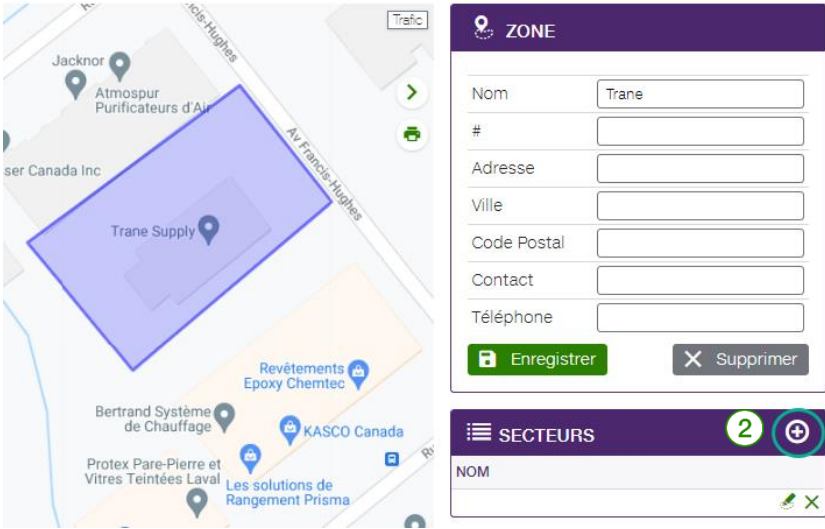 Trafic
Francis-Hughes
Jacknor
Atmospur
Purificateurs d'Air
ser Canada Inc
Av Francis-Hughes
Trane Supply
Revêtements
Epoxy Chemtec
Bertrand Système
de Chauffage
KASCO Canada
Protex Pare-Pierre et
Vitres Teintées Laval
Les solutions de
Rangement Prisma
ZONE
Nom
Trane
#
Adresse
Ville
Code Postal
Contact
Téléphone
Enregistrer
Supprimer
SECTEURS
2
NOM